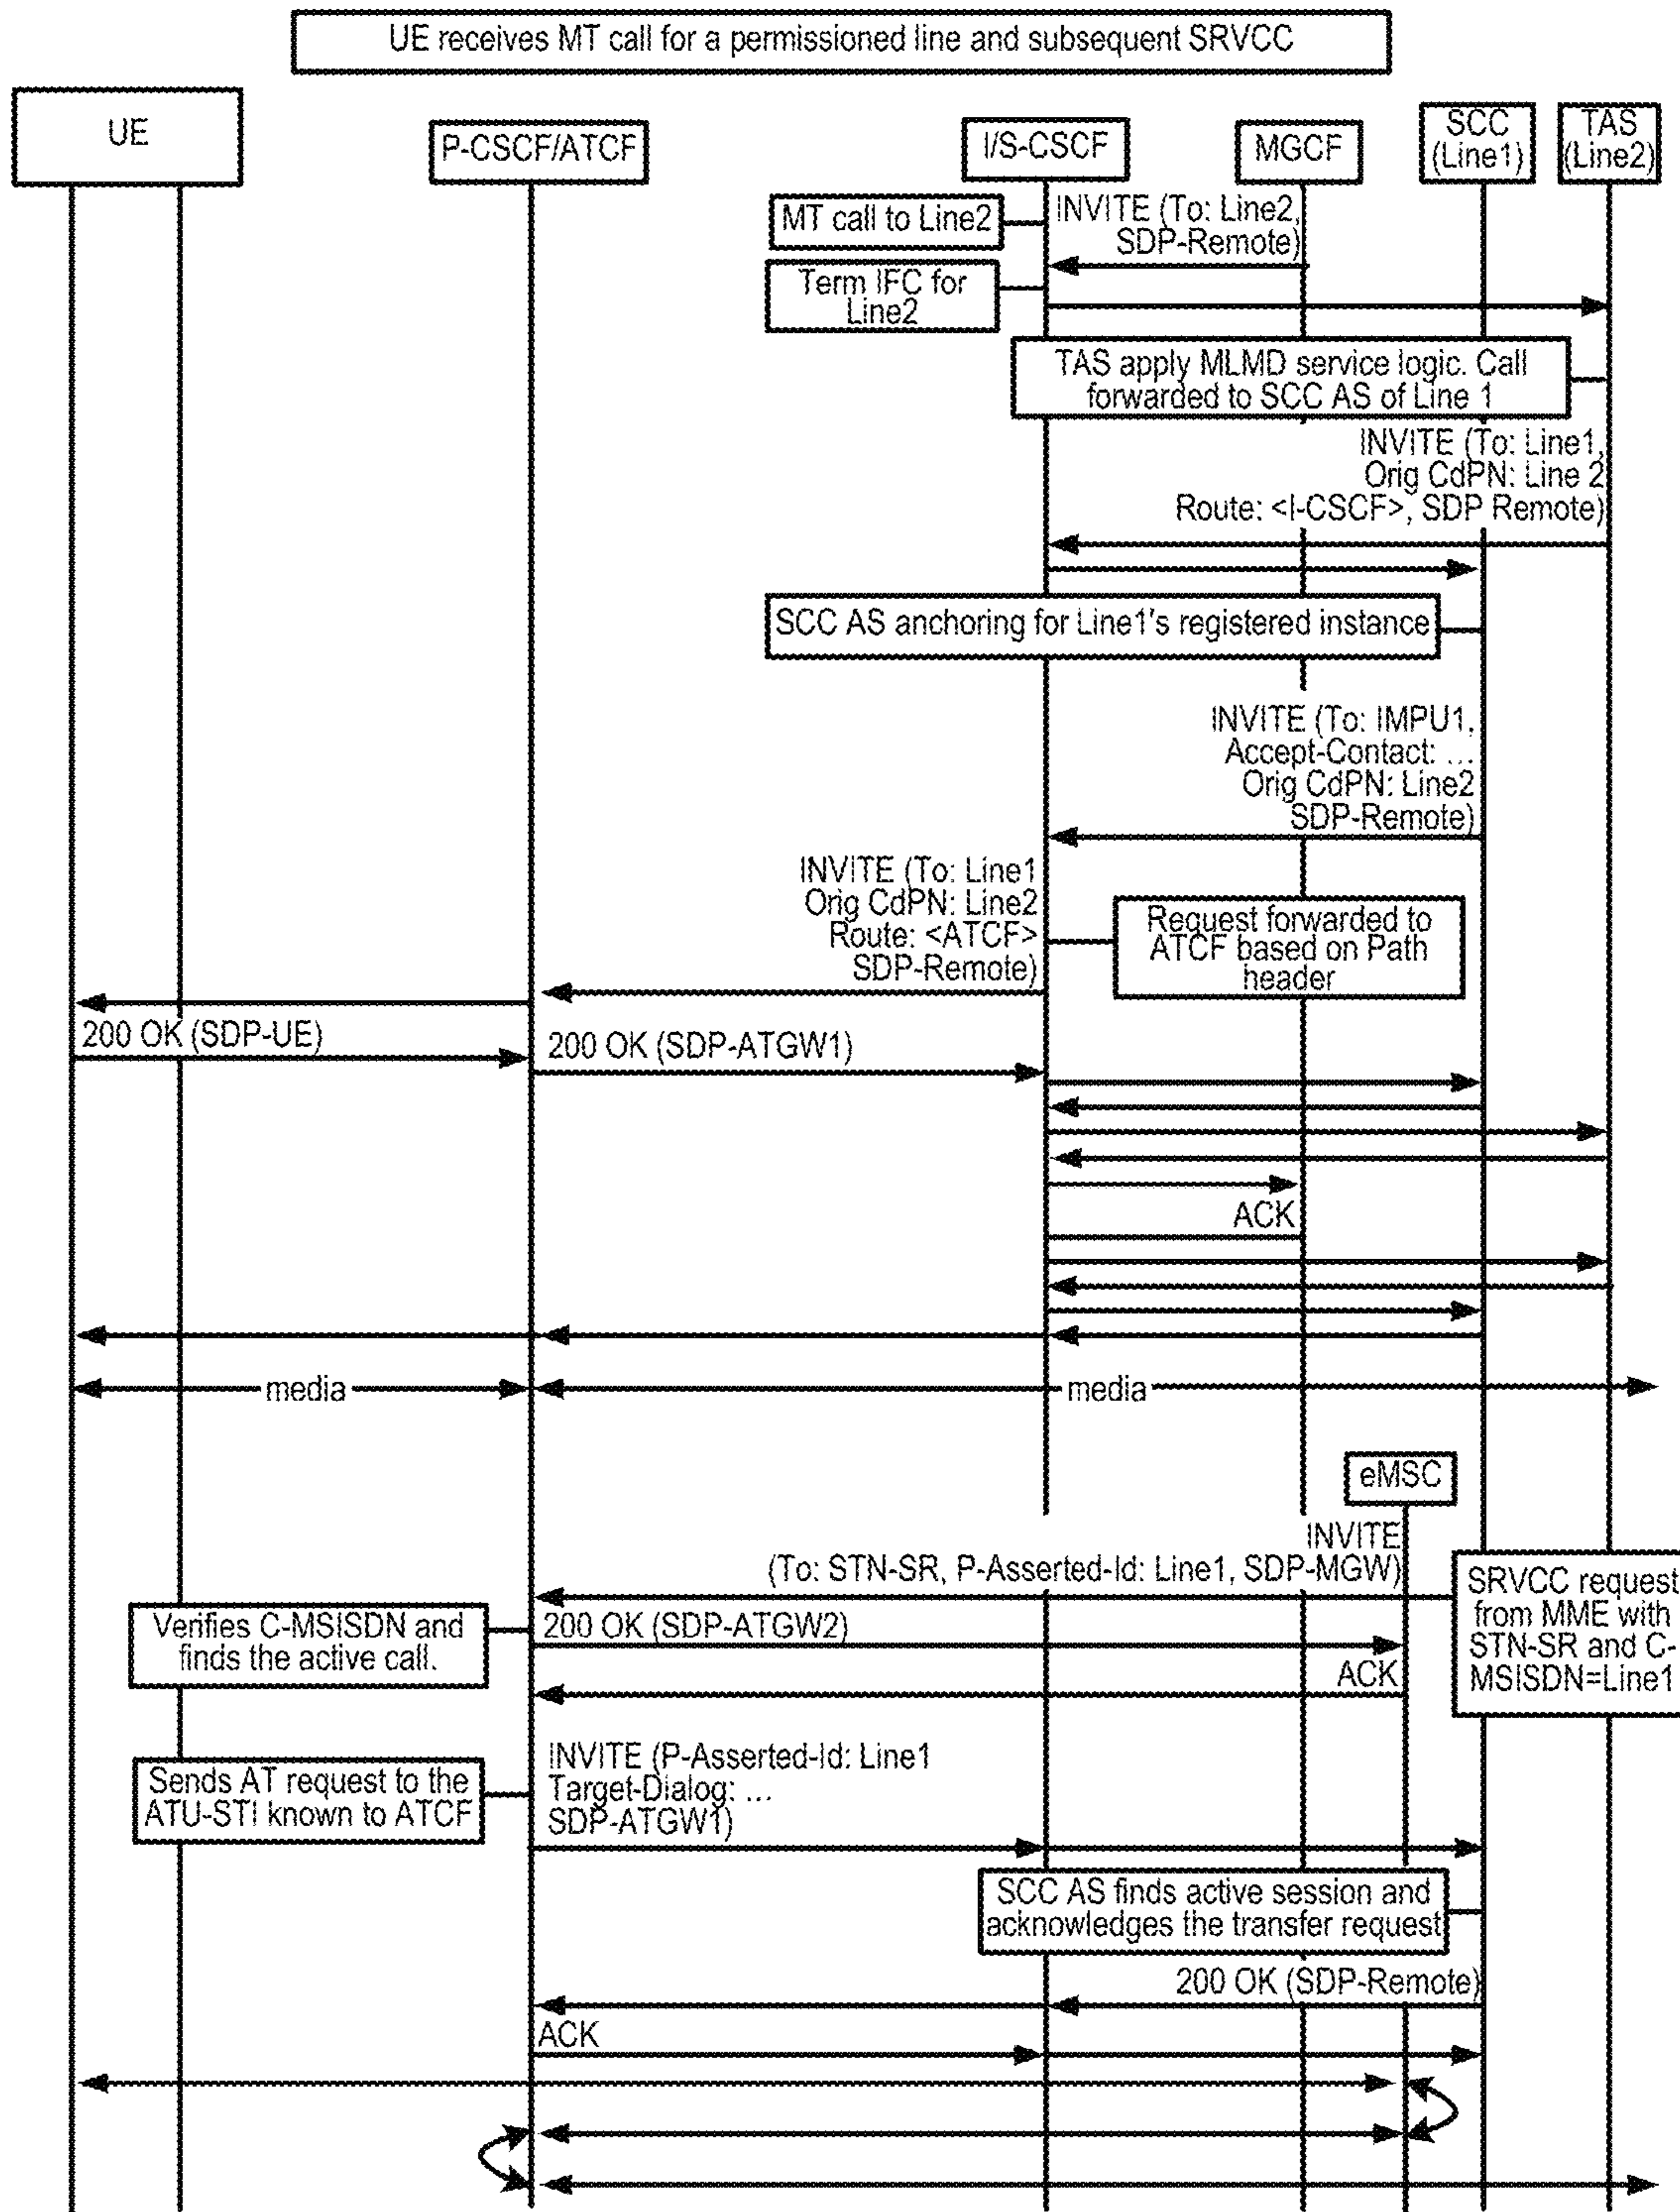 UE receives MT call for a permissioned line and subsequent SRVCC
UE
P-CSCF/ATCF
I/S-CSCF
MGCF
SCC
(Line1)
TAS
(Line2)
MT call to Line2
INVITE (To: Line2,
SDP-Remote)
Term IFC for
Line2
TAS apply MLMD service logic. Call
forwarded to SCC AS of Line 1
INVITE (To: Line1,
Orig CdPN: Line 2
Route: <I-CSCF>, SDP Remote)
SCC AS anchoring for Line1's registered instance
INVITE (To: IMPU1,
Accept-Contact: ...
Orig CdPN: Line2
SDP-Remote)
INVITE (To: Line1
Orig CdPN: Line2
Route: <ATCF>
SDP-Remote)
Request forwarded to
ATCF based on Path
header
200 OK (SDP-UE)
200 OK (SDP-ATGW1)
ACK
media
media
eMSC
INVITE
(To: STN-SR, P-Asserted-Id: Line1, SDP-MGW)
SRVCC request
from MME with
STN-SR and C-
MSISDN=Line1
Verifies C-MSISDN and
finds the active call.
200 OK (SDP-ATGW2)
ACK
Sends AT request to the
ATU-STI known to ATCF
INVITE (P-Asserted-Id: Line1
Target-Dialog: ...
SDP-ATGW1)
SCC AS finds active session and
acknowledges the transfer request
200 OK (SDP-Remote)
ACK